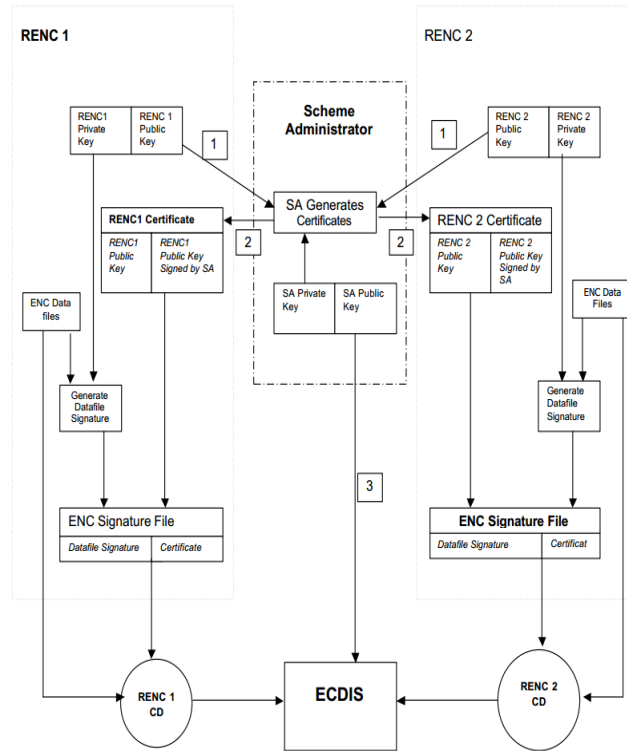 RENC 1
RENC 2
Scheme
Administrator
RENC1
Private
Key
RENC 1
Public
Key
1
1
RENC 2
Public
Key
RENC 2
Private
Key
SA Generates
Certificates
RENC1 Certificate
RENC1
Public
Key
RENC1
Public Key
Signed by SA
2
2
RENC 2 Certificate
RENC 2
Public
Key
RENC 2
Public Key
Signed by
SA
SA Private
Key
SA Public
Key
ENC Data
files
ENC Data
Files
Generate
Datafile
Signature
Generate
Datafile
Signature
3
ENC Signature File
Datafile Signature
Certificate
ENC Signature File
Datafile Signature
Certificat
RENC 1
CD
ECDIS
RENC 2
CD